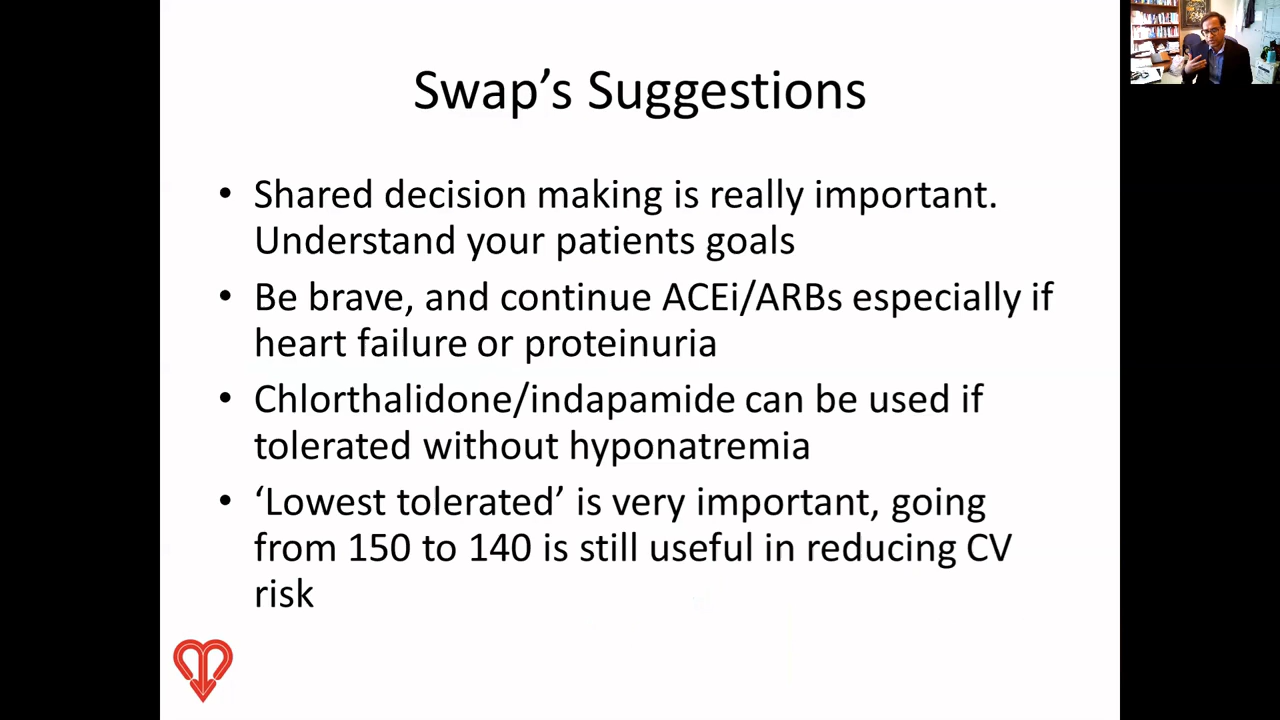 Swap’s Suggestions
• Shared decision making is really important.
Understand your patients goals
• Be brave, and continue ACEi/ARBs especially if
heart failure or proteinuria
• Chlorthalidone/indapamide can be used if
tolerated without hyponatremia
• ‘Lowest tolerated’ is very important, going
from 150 to 140 is still useful in reducing CV
risk